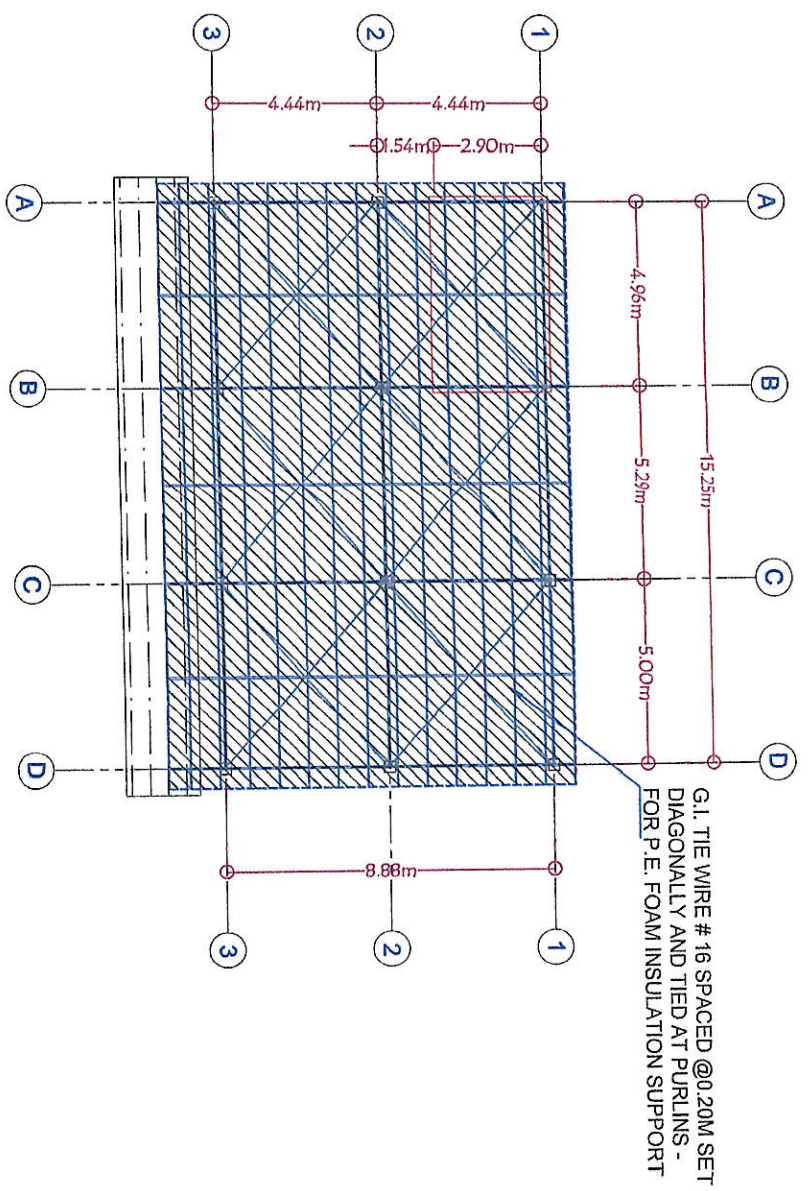 G.I. TIE WIRE # 16 SPACED @0.20M SET
DIAGONALLY AND TIED AT PURLINS -
FOR P.E. FOAM INSULATION SUPPORT
A
B
C
D
15.25m
4.96m
5.29m
5.00m
1
2
3
4.44m
4.44m
2.90m
1.54m
8.88m
1
2
3
A
B
C
D